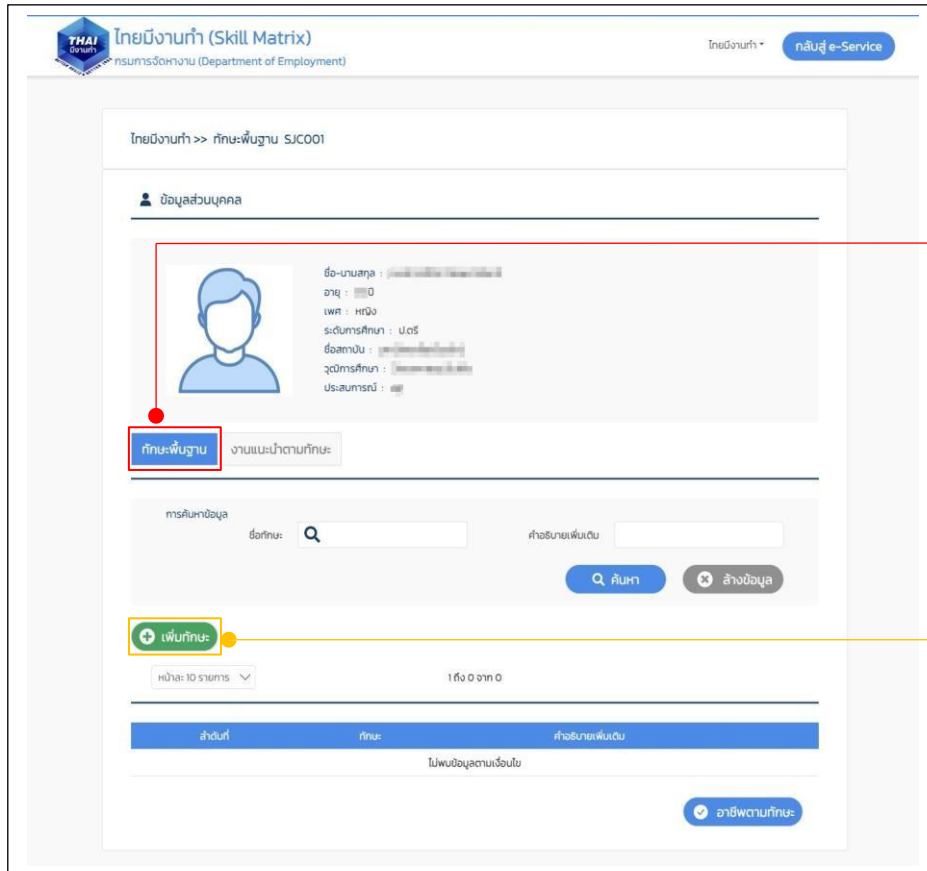 THAI
มีงานทำ
ไทยมีงานทำ (Skill Matrix)
กรมการจัดหางาน (Department of Employment)
ไทยมีงานทำ
กลับสู่ e-Service
ไทยมีงานทำ >> ทักษะพื้นฐาน SJC001
ข้อมูลส่วนบุคคล
ชื่อ-นามสกุล :
อายุ : 0ปี
เพศ : หญิง
ระดับการศึกษา : ป.ตรี
ชื่อสถาบัน :
วุฒิการศึกษา :
ประสบการณ์ :
ทักษะพื้นฐาน งานแนะนำตามทักษะ
การค้นหาข้อมูล
ชื่อทักษะ: คำอธิบายเพิ่มเติม
ค้นหา ล้างข้อมูล
เพิ่มทักษะ
หน้าละ 10 รายการ 1 ถึง 0 จาก 0
ลำดับที่ ทักษะ คำอธิบายเพิ่มเติม
ไม่พบข้อมูลตามเงื่อนไข
อาชีพตามทักษะ